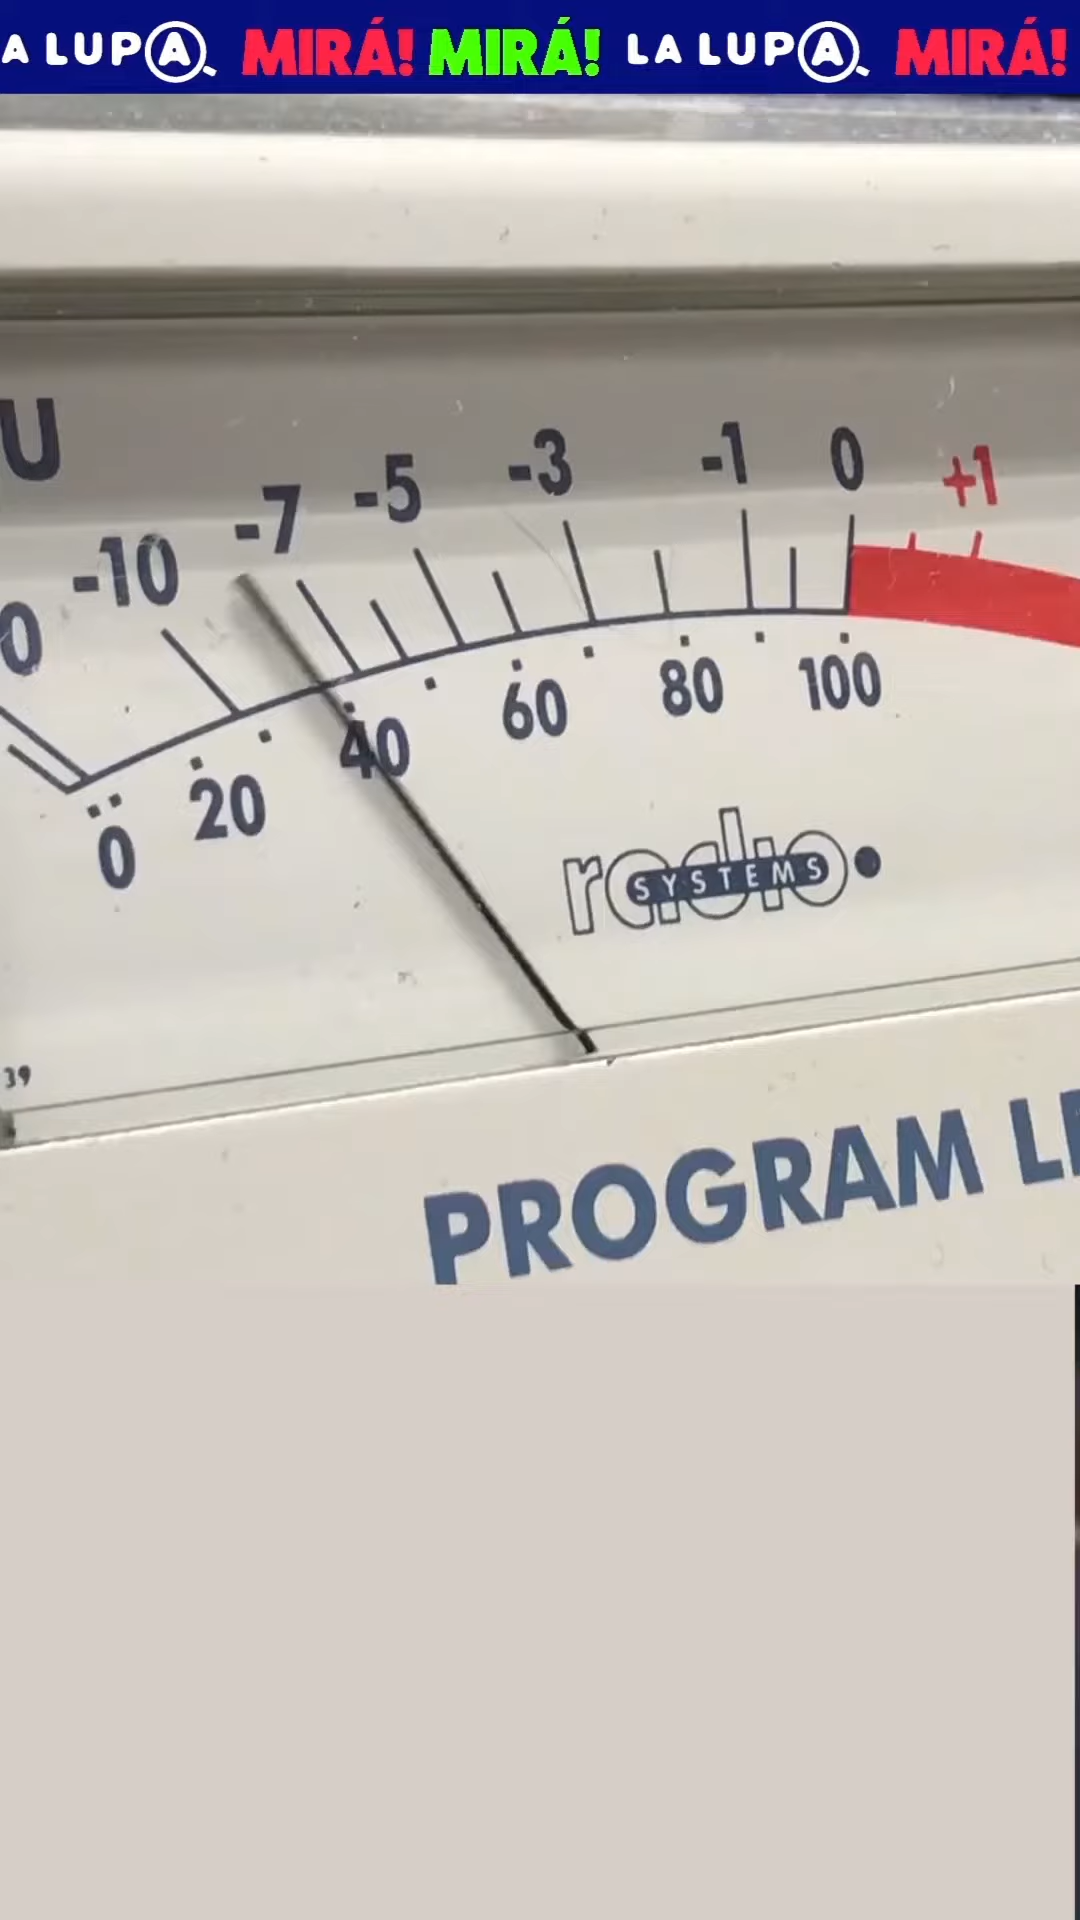 LA LUPA MIRÁ! MIRÁ! LA LUPA MIRÁ!
U
-10 -7 -5 -3 -1 0 +1
0 20 40 60 80 100
radio
SYSTEMS
39
PROGRAM